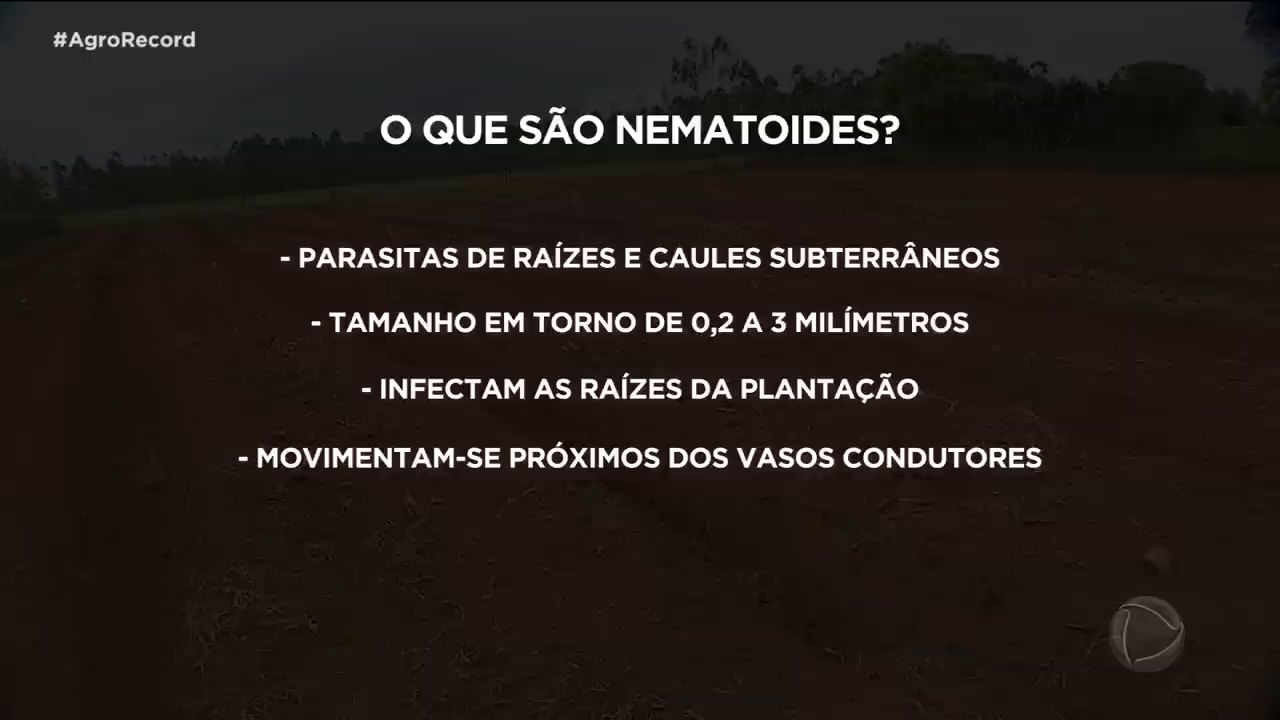 #AgroRecord
O QUE SÃO NEMATOIDES?
- PARASITAS DE RAÍZES E CAULES SUBTERRÂNEOS
- TAMANHO EM TORNO DE 0,2 A 3 MILÍMETROS
- INFECTAM AS RAÍZES DA PLANTAÇÃO
- MOVIMENTAM-SE PRÓXIMOS DOS VASOS CONDUTORES